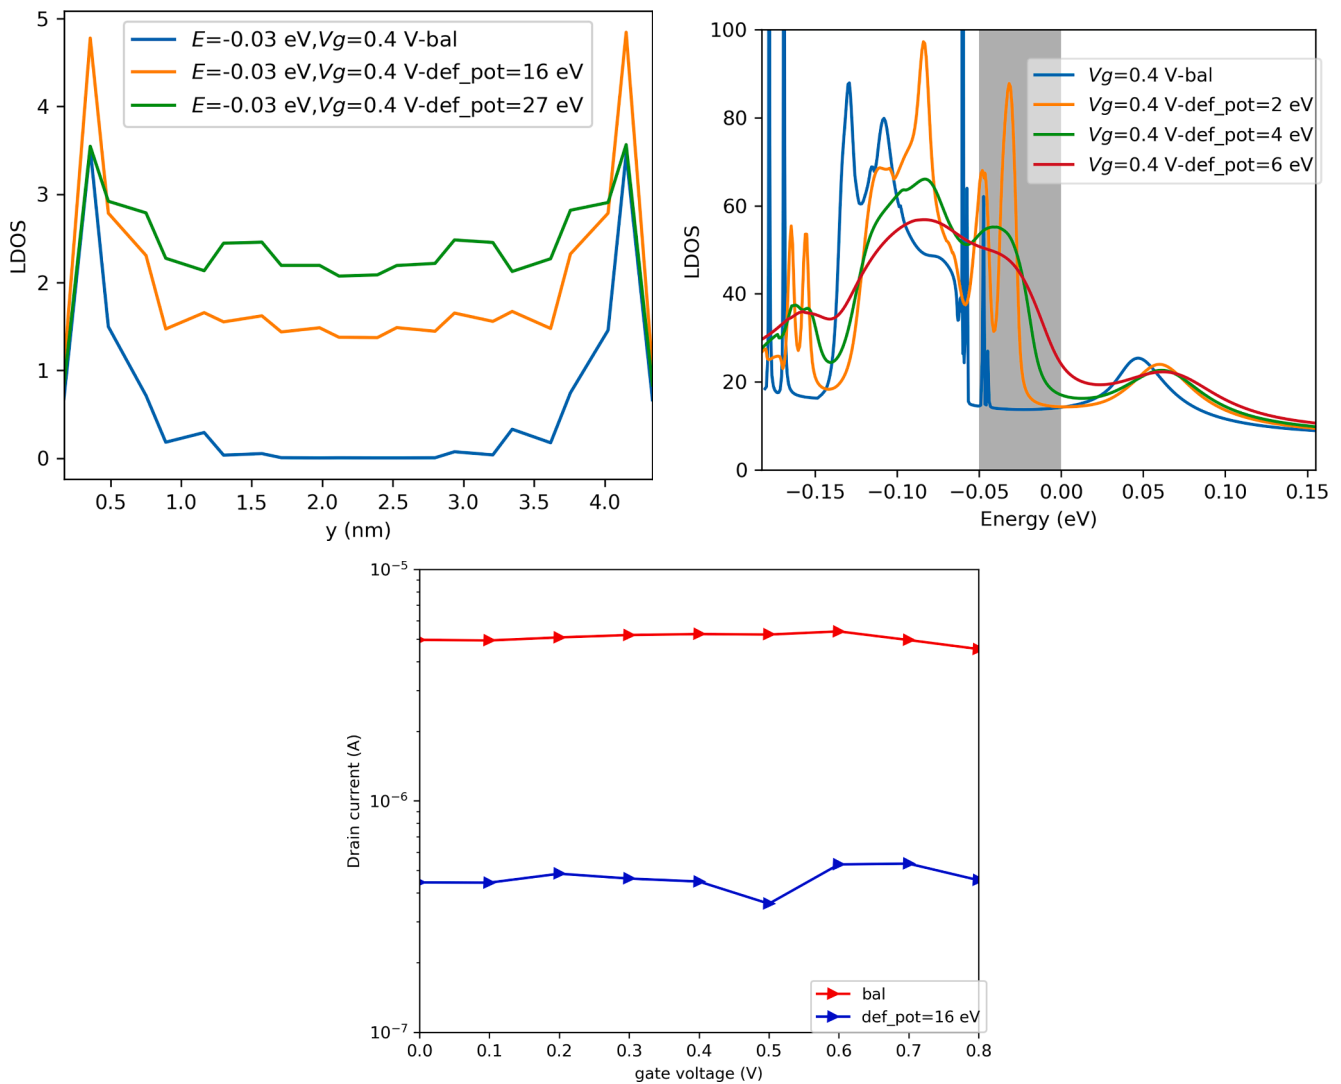 E=-0.03 eV,Vg=0.4 V-bal
E=-0.03 eV,Vg=0.4 V-def_pot=16 eV
E=-0.03 eV,Vg=0.4 V-def_pot=27 eV
5
4
3
2
1
0
LDOS
0.5 1.0 1.5 2.0 2.5 3.0 3.5 4.0
y (nm)
Vg=0.4 V-bal
Vg=0.4 V-def_pot=2 eV
Vg=0.4 V-def_pot=4 eV
Vg=0.4 V-def_pot=6 eV
100
80
60
40
20
0
LDOS
−0.15 −0.10 −0.05 0.00 0.05 0.10 0.15
Energy (eV)
10⁻⁵
10⁻⁶
10⁻⁷
Drain current (A)
bal
def_pot=16 eV
0.0 0.1 0.2 0.3 0.4 0.5 0.6 0.7 0.8
gate voltage (V)